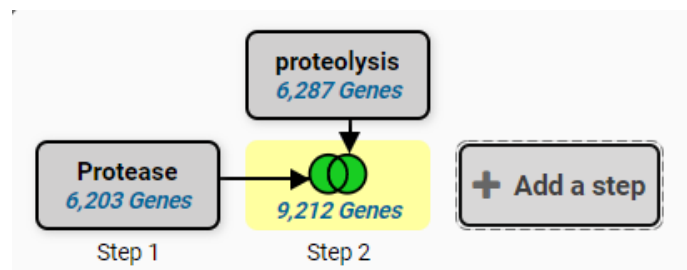 proteolysis
6,287 Genes
Protease
6,203 Genes
9,212 Genes
Add a step
Step 1
Step 2